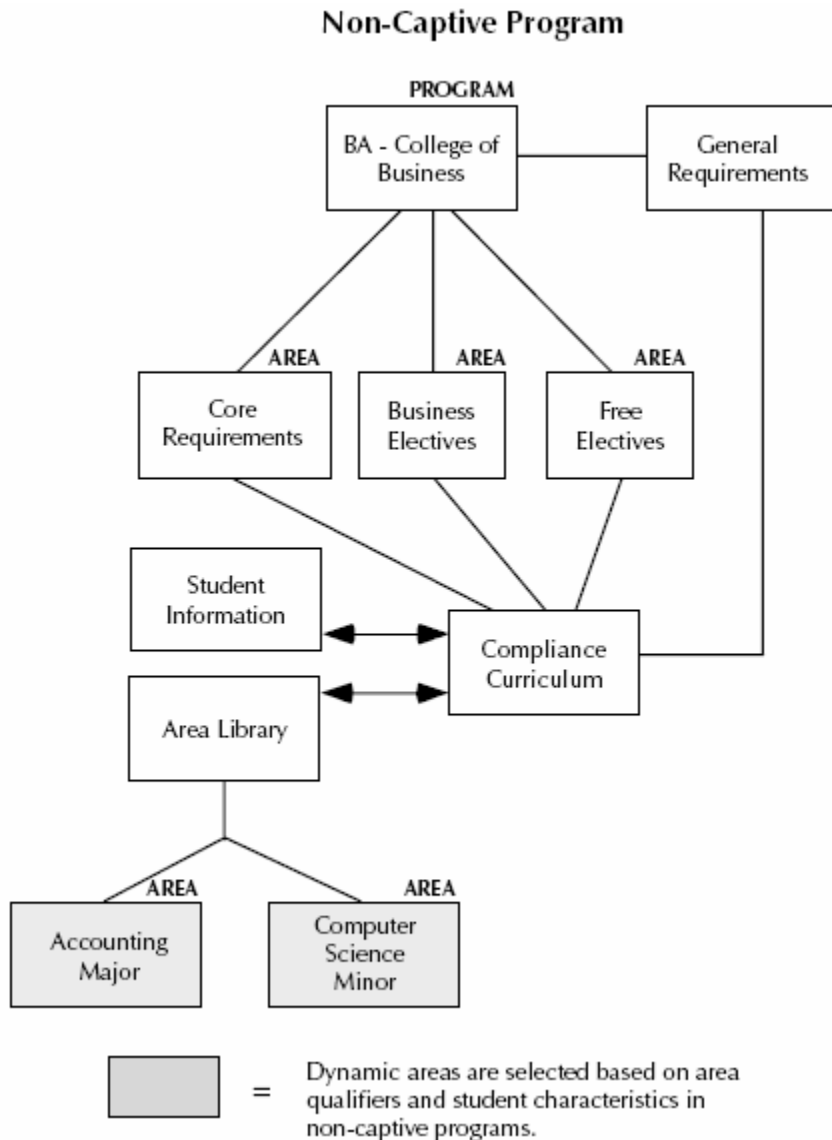 Non-Captive Program
PROGRAM
BA - College of
Business
General
Requirements
AREA
Core
Requirements
AREA
Business
Electives
AREA
Free
Electives
Student
Information
Compliance
Curriculum
Area Library
AREA
Accounting
Major
AREA
Computer
Science
Minor
=
Dynamic areas are selected based on area
qualifiers and student characteristics in
non-captive programs.